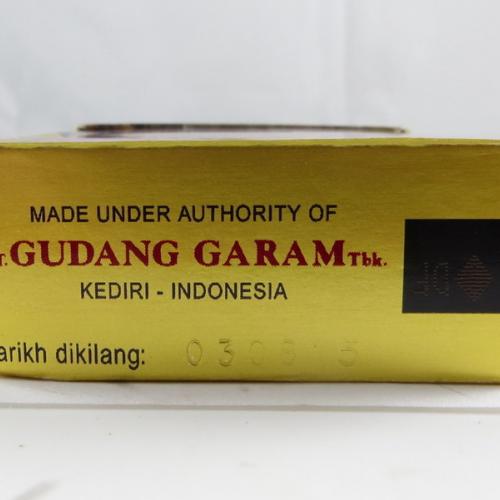 MADE UNDER AUTHORITY OF
T. GUDANG GARAM Tbk.
KEDIRI - INDONESIA
arikh dikilang: